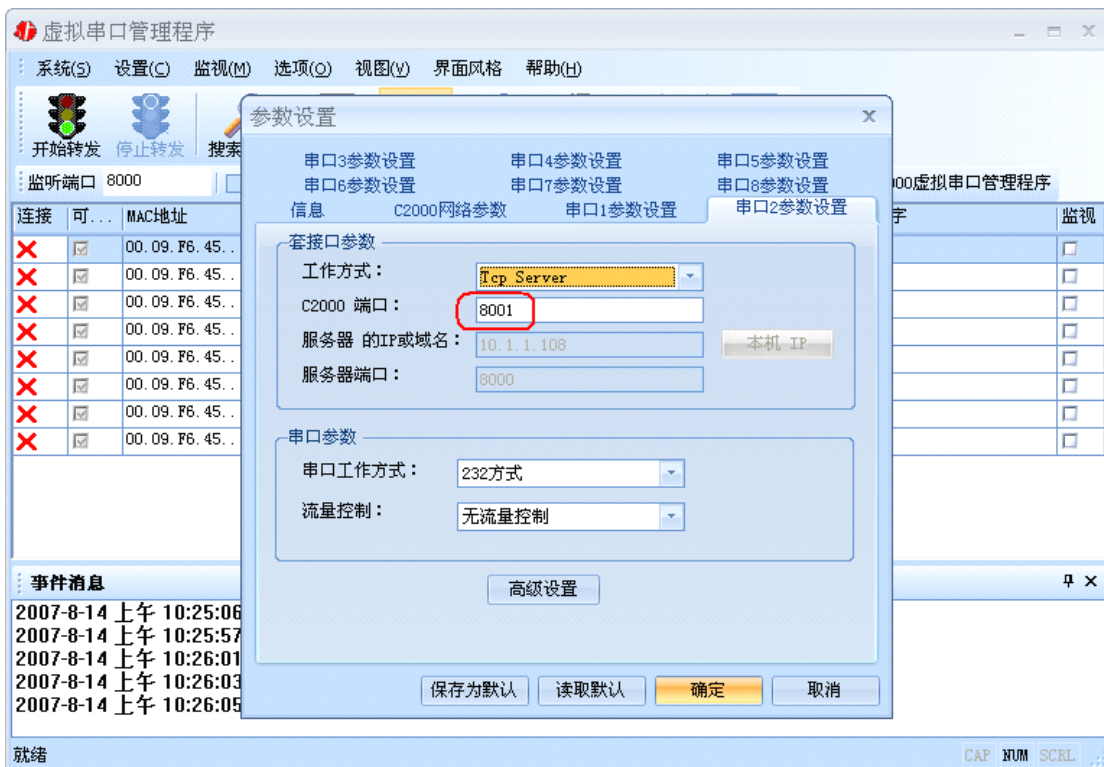 虚拟串口管理程序
系统(S) 设置(C) 监视(M) 选项(O) 视图(V) 界面风格 帮助(H)
开始转发 停止转发 搜索
监听端口 8000 00虚拟串口管理程序
连接 可... MAC地址 字 监视
00.09.F6.45...
00.09.F6.45...
00.09.F6.45...
00.09.F6.45...
00.09.F6.45...
00.09.F6.45...
00.09.F6.45...
00.09.F6.45...
参数设置
串口3参数设置 串口4参数设置 串口5参数设置
串口6参数设置 串口7参数设置 串口8参数设置
信息 C2000网络参数 串口1参数设置 串口2参数设置
套接口参数
工作方式： Tcp Server
C2000 端口： 8001
服务器 的IP或域名： 10.1.1.108 本机 IP
服务器端口： 8000
串口参数
串口工作方式： 232方式
流量控制： 无流量控制
高级设置
保存为默认 读取默认 确定 取消
事件消息
2007-8-14 上午 10:25:06
2007-8-14 上午 10:25:57
2007-8-14 上午 10:26:01
2007-8-14 上午 10:26:03
2007-8-14 上午 10:26:05
就绪 CAP NUM SCRL